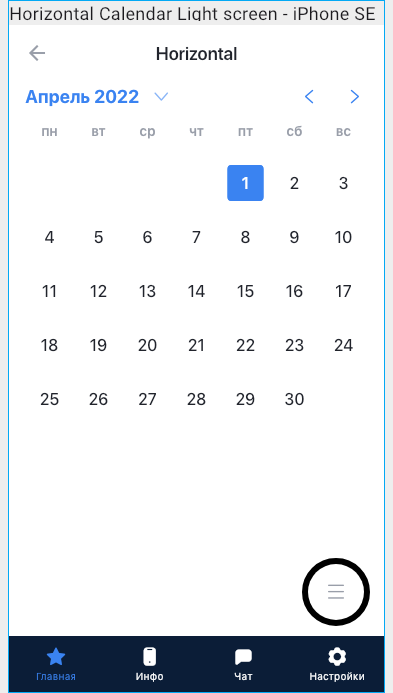 Horizontal Calendar Light screen - iPhone SE
Horizontal
Апрель 2022
пн вт ср чт пт сб вс
1 2 3
4 5 6 7 8 9 10
11 12 13 14 15 16 17
18 19 20 21 22 23 24
25 26 27 28 29 30
Главная Инфо Чат Настройки